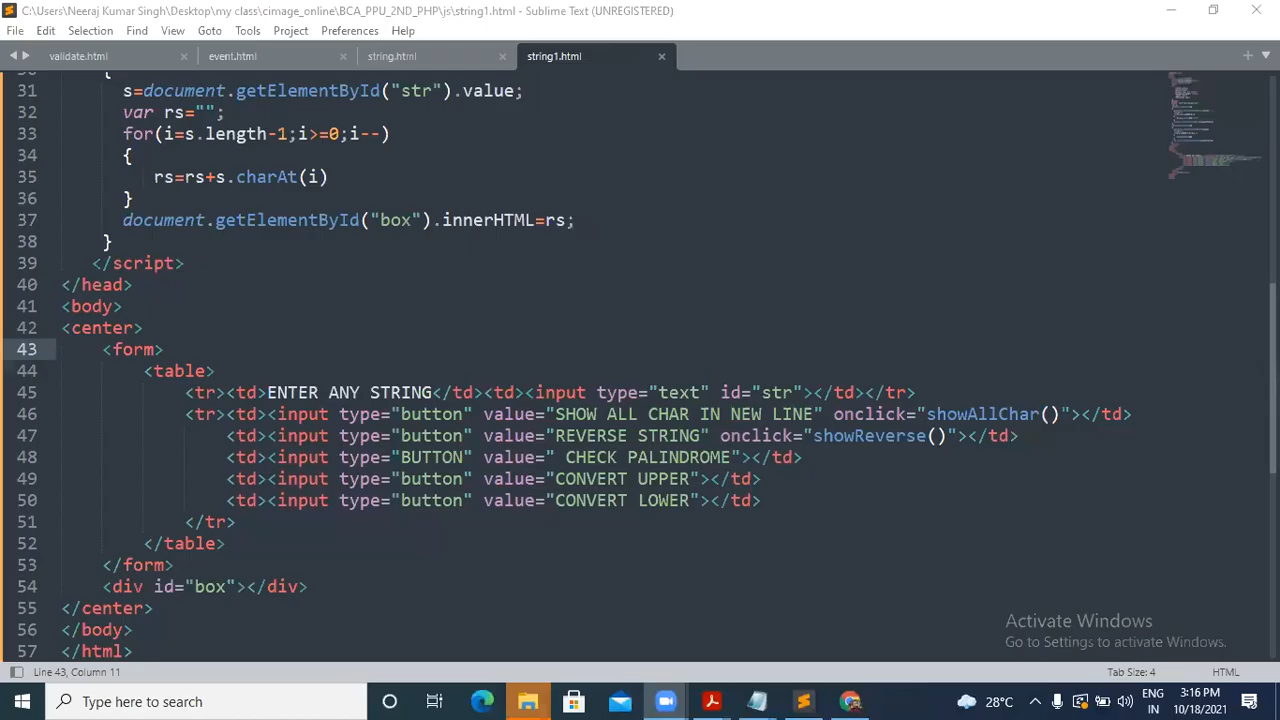 C:\Users\Neeraj Kumar Singh\Desktop\my class\cimage_online\BCA_PPU_2ND_PHP\js\string1.html - Sublime Text (UNREGISTERED)
File Edit Selection Find View Goto Tools Project Preferences Help
validate.html event.html string.html string1.html
30 {
31 s=document.getElementById("str").value;
32 var rs="";
33 for(i=s.length-1;i>=0;i--)
34 {
35 rs=rs+s.charAt(i)
36 }
37 document.getElementById("box").innerHTML=rs;
38 }
39 </script>
40 </head>
41 <body>
42 <center>
43 <form>
44 <table>
45 <tr><td>ENTER ANY STRING</td><td><input type="text" id="str"></td></tr>
46 <tr><td><input type="button" value="SHOW ALL CHAR IN NEW LINE" onclick="showAllChar()"></td>
47 <td><input type="button" value="REVERSE STRING" onclick="showReverse()"></td>
48 <td><input type="BUTTON" value=" CHECK PALINDROME"></td>
49 <td><input type="button" value="CONVERT UPPER"></td>
50 <td><input type="button" value="CONVERT LOWER"></td>
51 </tr>
52 </table>
53 </form>
54 <div id="box"></div>
55 </center>
56 </body>
57 </html>
Activate Windows
Go to Settings to activate Windows.
Line 43, Column 11 Tab Size: 4 HTML
Type here to search 28°C ENG IN 3:16 PM 10/18/2021